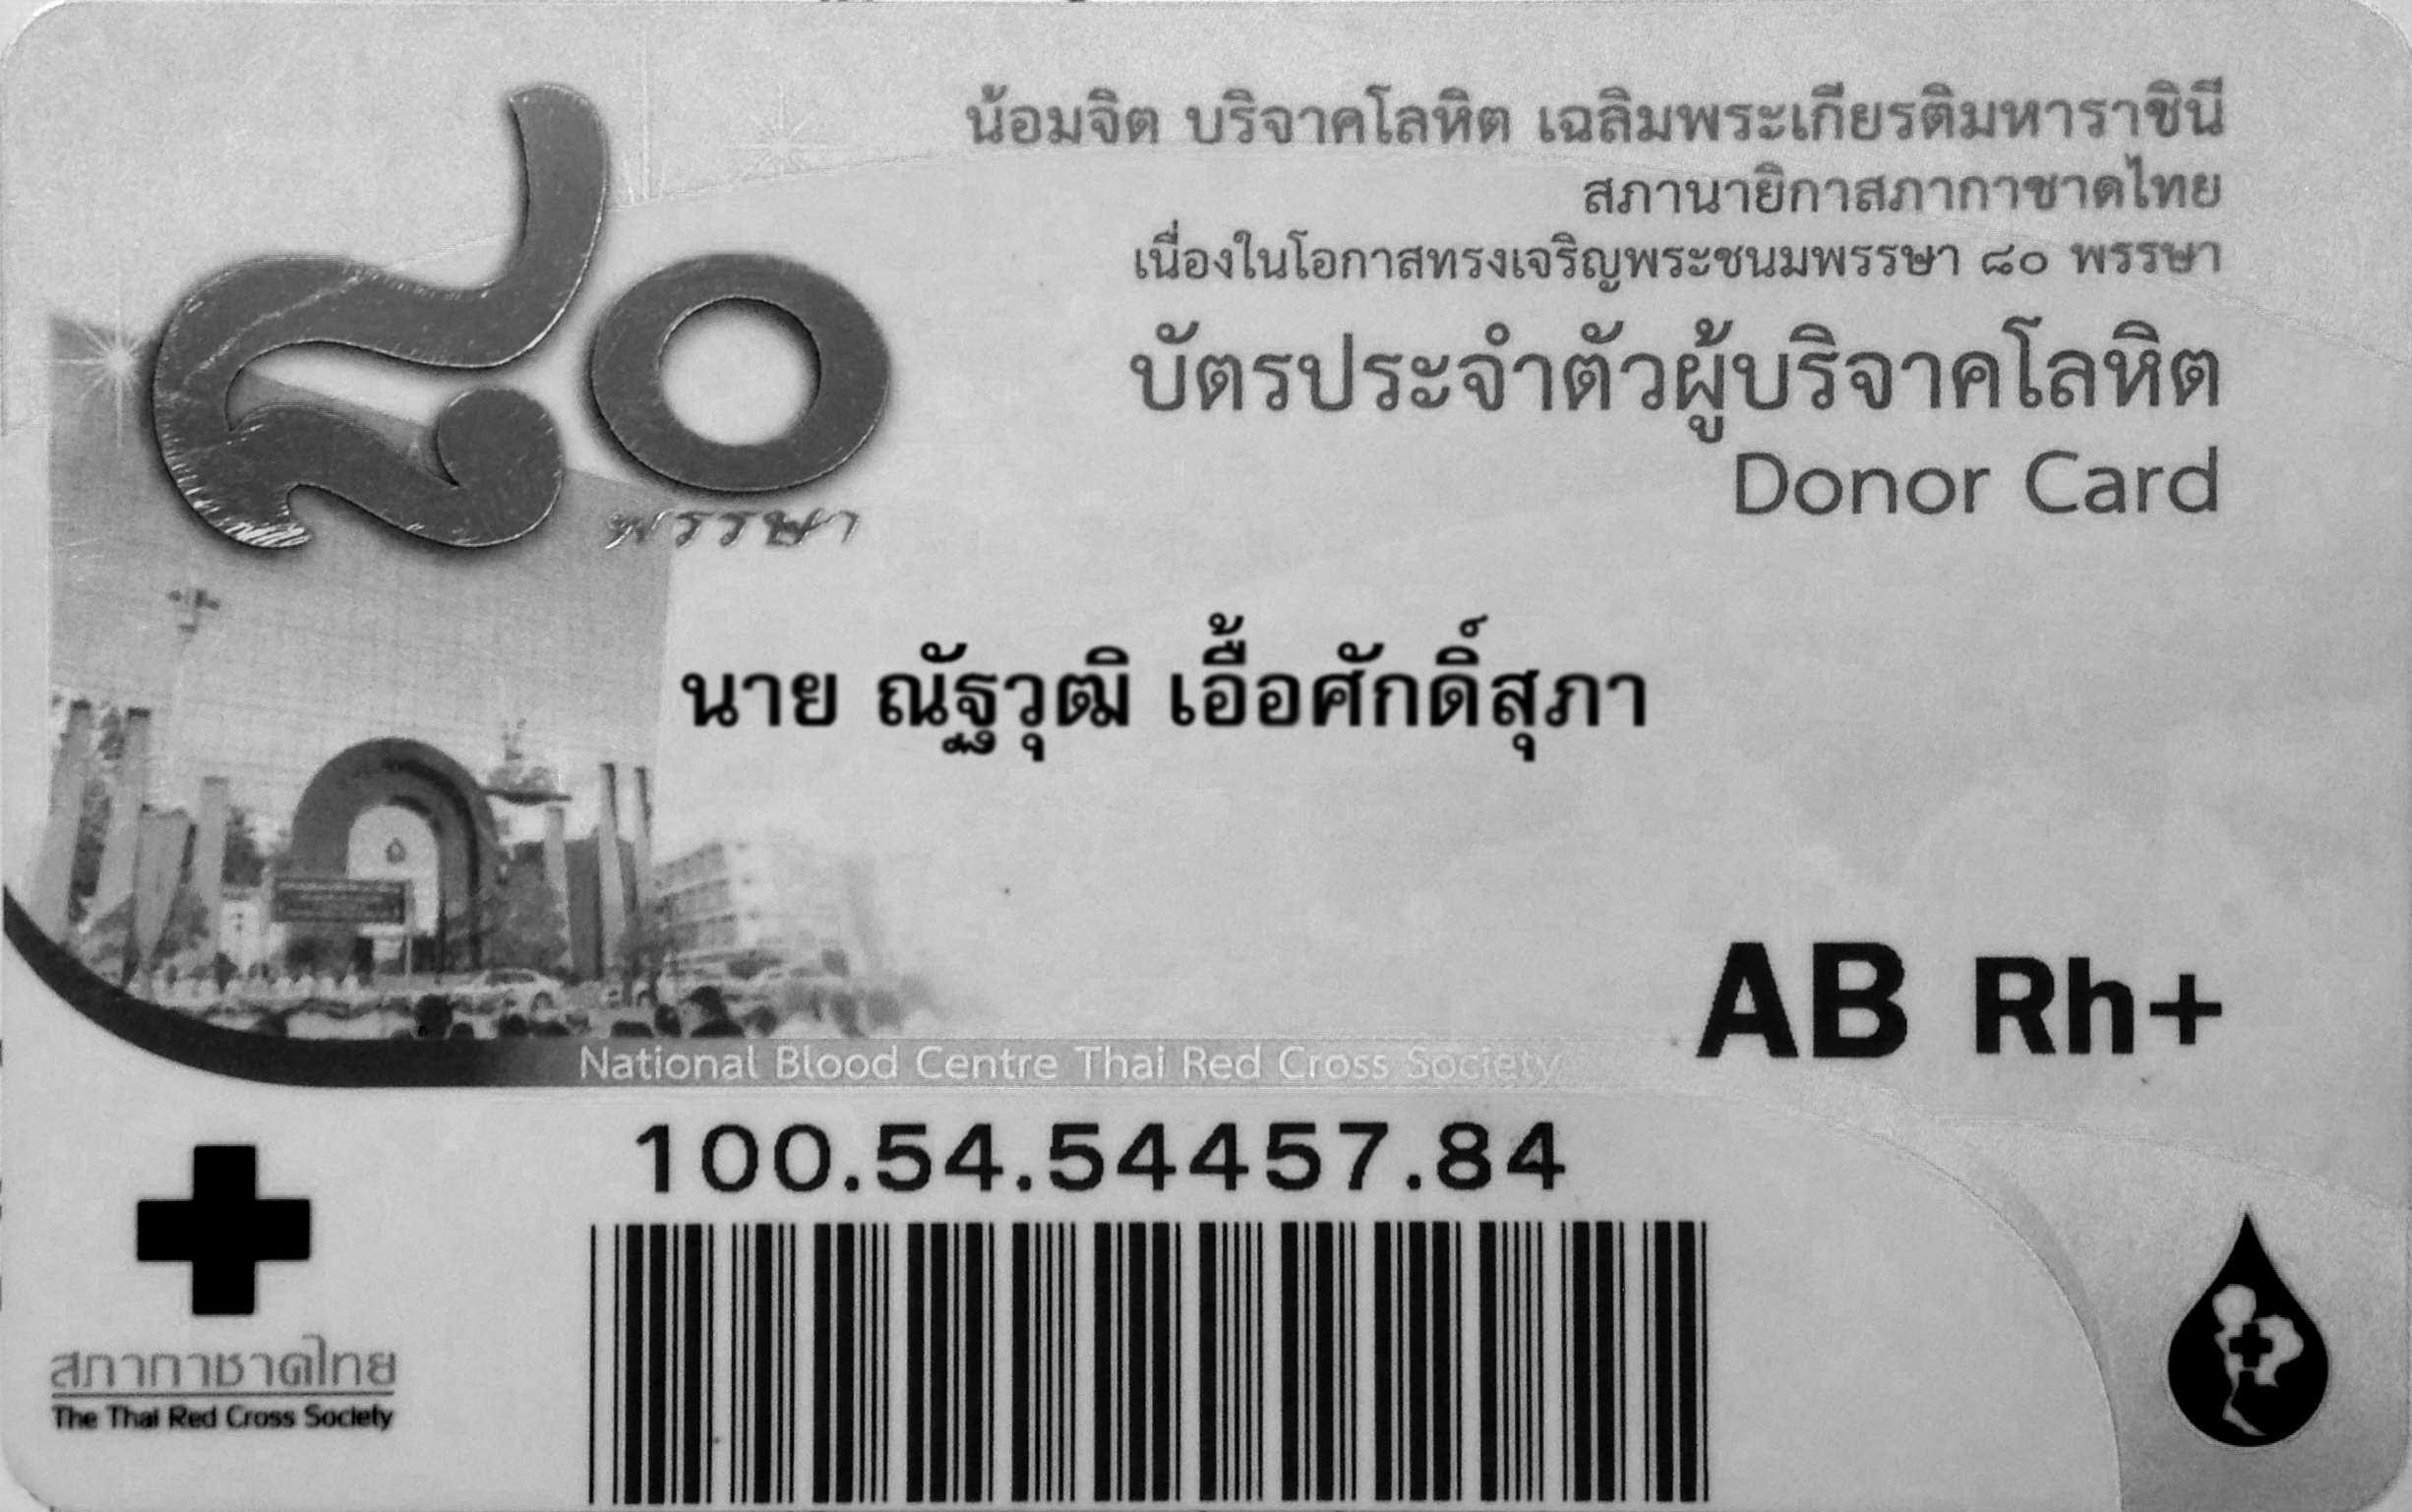 น้อมจิต บริจาคโลหิต เฉลิมพระเกียรติมหาราชินี
สภานายิกาสภากาชาดไทย
เนื่องในโอกาสทรงเจริญพระชนมพรรษา ๘๐ พรรษา
๘๐
พรรษา
บัตรประจำตัวผู้บริจาคโลหิต
Donor Card
นาย ณัฐวุฒิ เอื้อศักดิ์สุภา
AB Rh+
National Blood Centre Thai Red Cross Society
100.54.54457.84
สภากาชาดไทย
The Thai Red Cross Society